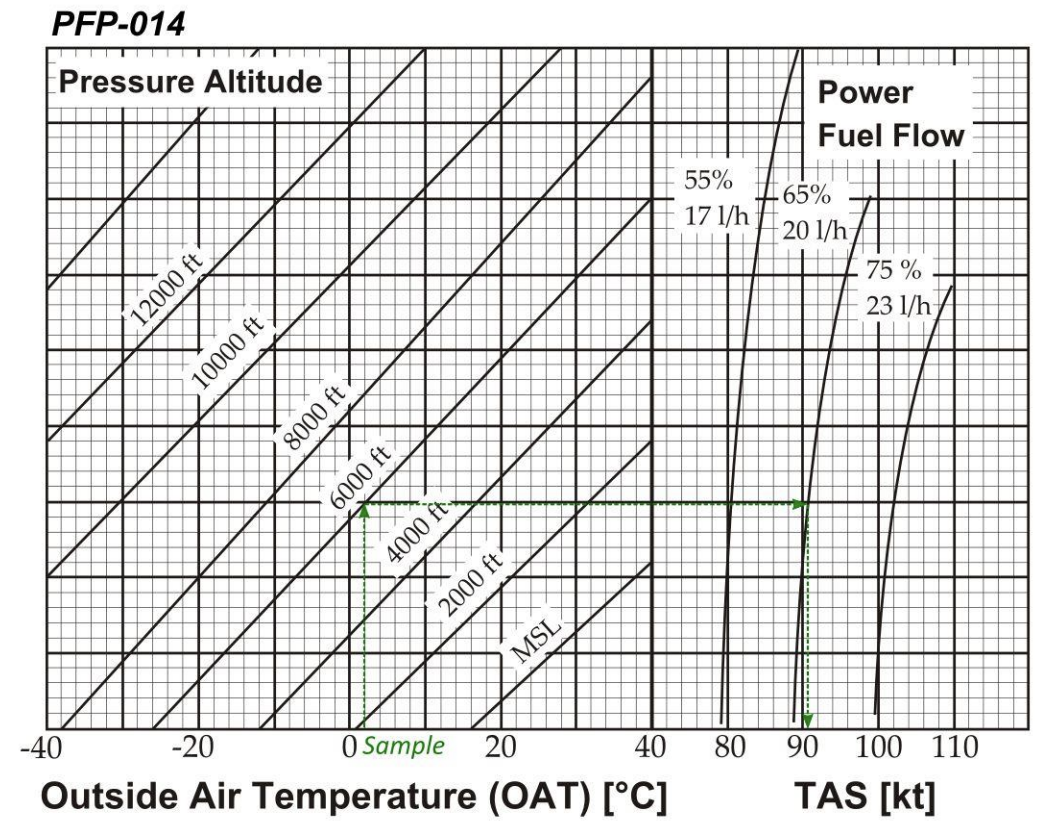 PFP-014
Pressure Altitude
Power
Fuel Flow
55%
17 l/h
65%
20 l/h
75 %
23 l/h
12000 ft
10000 ft
8000 ft
6000 ft
4000 ft
2000 ft
MSL
-40
-20
0
Sample
20
40
80
90
100
110
Outside Air Temperature (OAT) [°C]
TAS [kt]